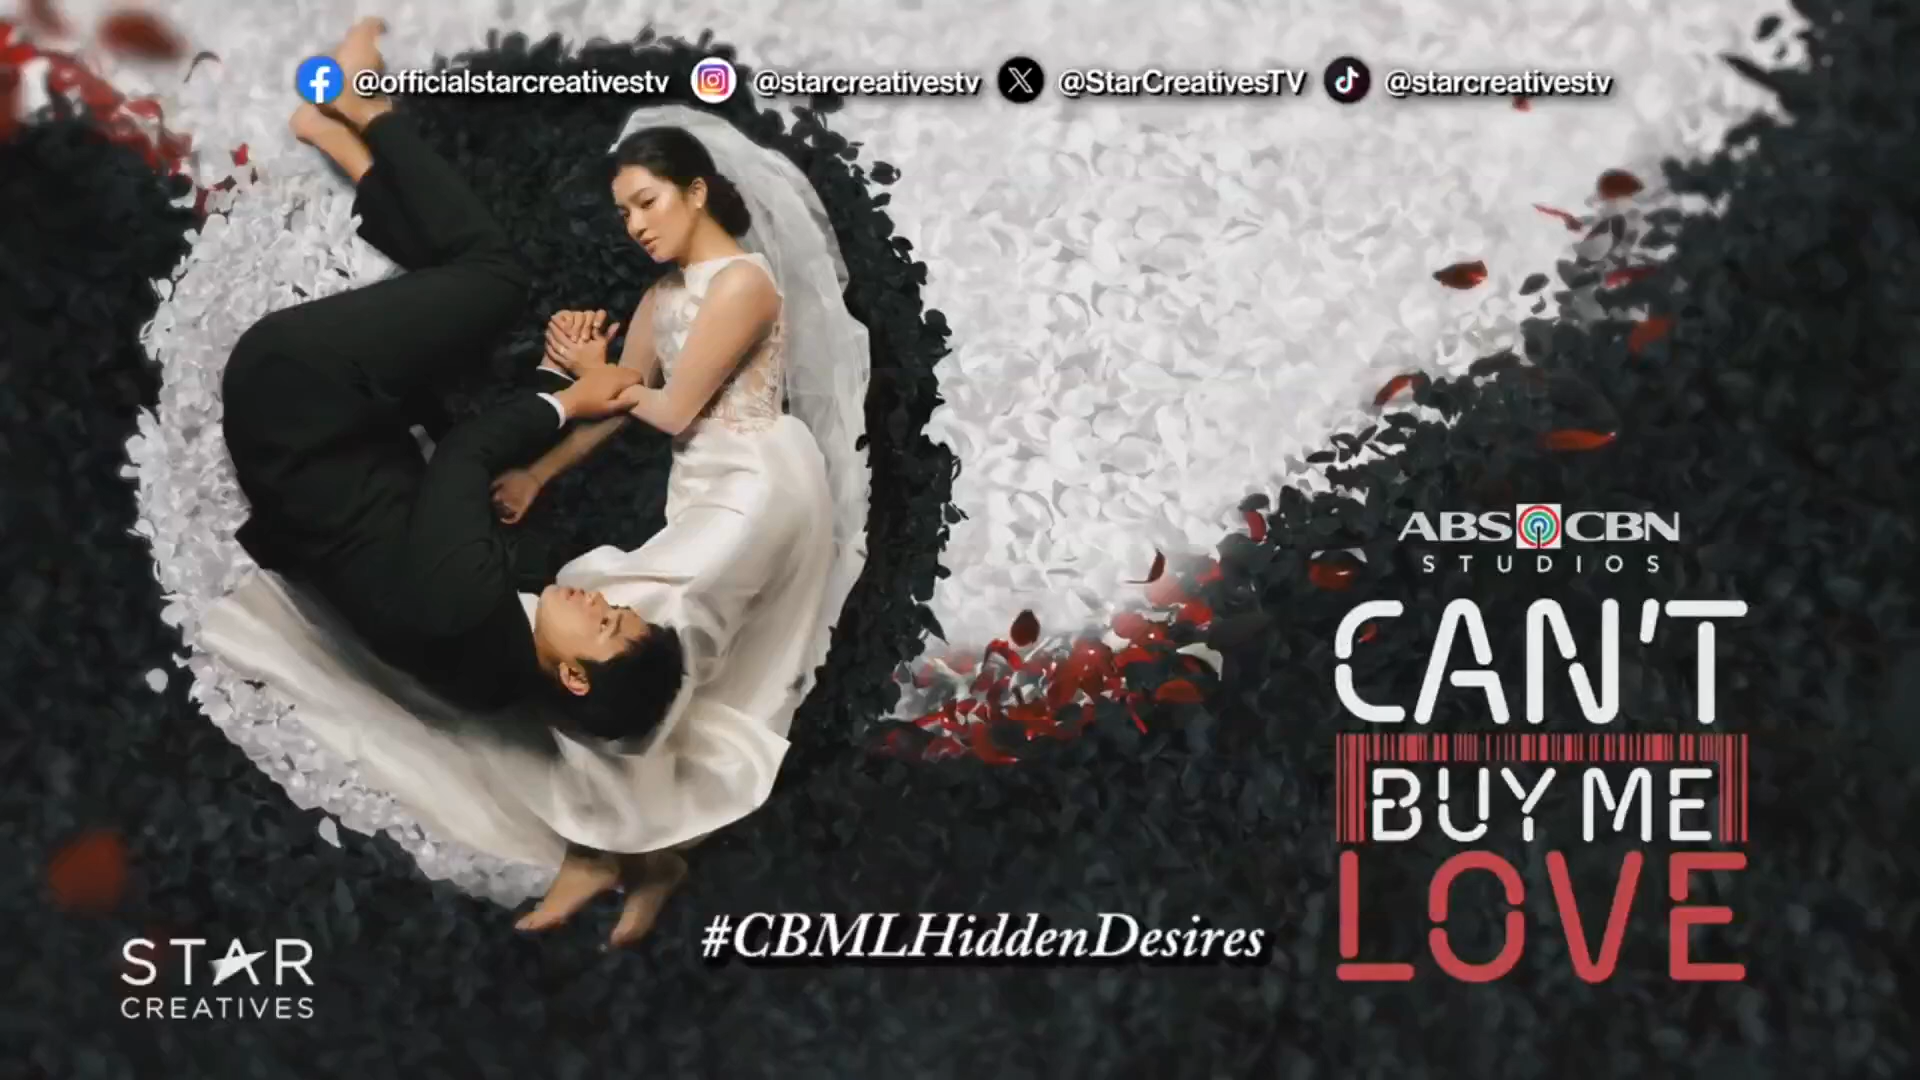 @officialstarcreativestv @starcreativestv @StarCreativesTV @starcreativestv
ABS CBN
STUDIOS
CAN'T
BUY ME
LOVE
#CBMLHiddenDesires
STAR
CREATIVES